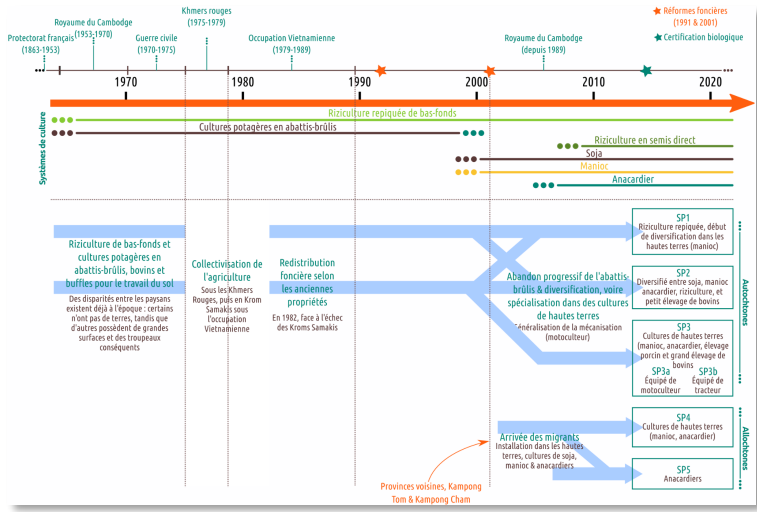 Khmers rouges
(1975-1979)
Réformes foncières
(1991 & 2001)
Royaume du Cambodge
(1953-1970)
Protectorat français
(1863-1953)
Guerre civile
(1970-1975)
Occupation Vietnamienne
(1979-1989)
Royaume du Cambodge
(depuis 1989)
Certification biologique
1970
1980
1990
2000
2010
2020
Systèmes de culture
Riziculture repiquée de bas-fonds
Cultures potagères en abattis-brûlis
Riziculture en semis direct
Soja
Manioc
Anacardier
Riziculture de bas-fonds et
cultures potagères en
abattis-brûlis, bovins et
buffles pour le travail du sol
Des disparités entre les paysans
existent déjà à l'époque : certains
n'ont pas de terres, tandis que
d'autres possèdent de grandes
surfaces et des troupeaux
conséquents
Collectivisation de
l'agriculture
Sous les Khmers
Rouges, puis en Krom
Samakis sous
l'occupation
Vietnamienne
Redistribution
foncière selon
les anciennes
propriétés
En 1982, face à l'échec
des Kroms Samakis
Abandon progressif de l'abattis-
brûlis & diversification, voire
spécialisation dans des cultures
de hautes terres
Généralisation de la mécanisation
(motoculteur)
SP1
Riziculture repiquée, début
de diversification dans les
hautes terres (manioc)
SP2
Diversifié entre soja, manioc
anacardier, riziculture, et
petit élevage de bovins
SP3
Cultures de hautes terres
(manioc, anacardier, élevage
porcin et grand élevage de
bovins
SP3a
Équipé de
motoculteur
SP3b
Équipé de
tracteur
Autochtones
SP4
Cultures de hautes terres
(manioc, anacardier)
SP5
Anacardiers
Allochtones
Arrivée des migrants
Installation dans les hautes
terres, cultures de soja,
manioc & anacardiers
Provinces voisines, Kampong
Tom & Kampong Cham